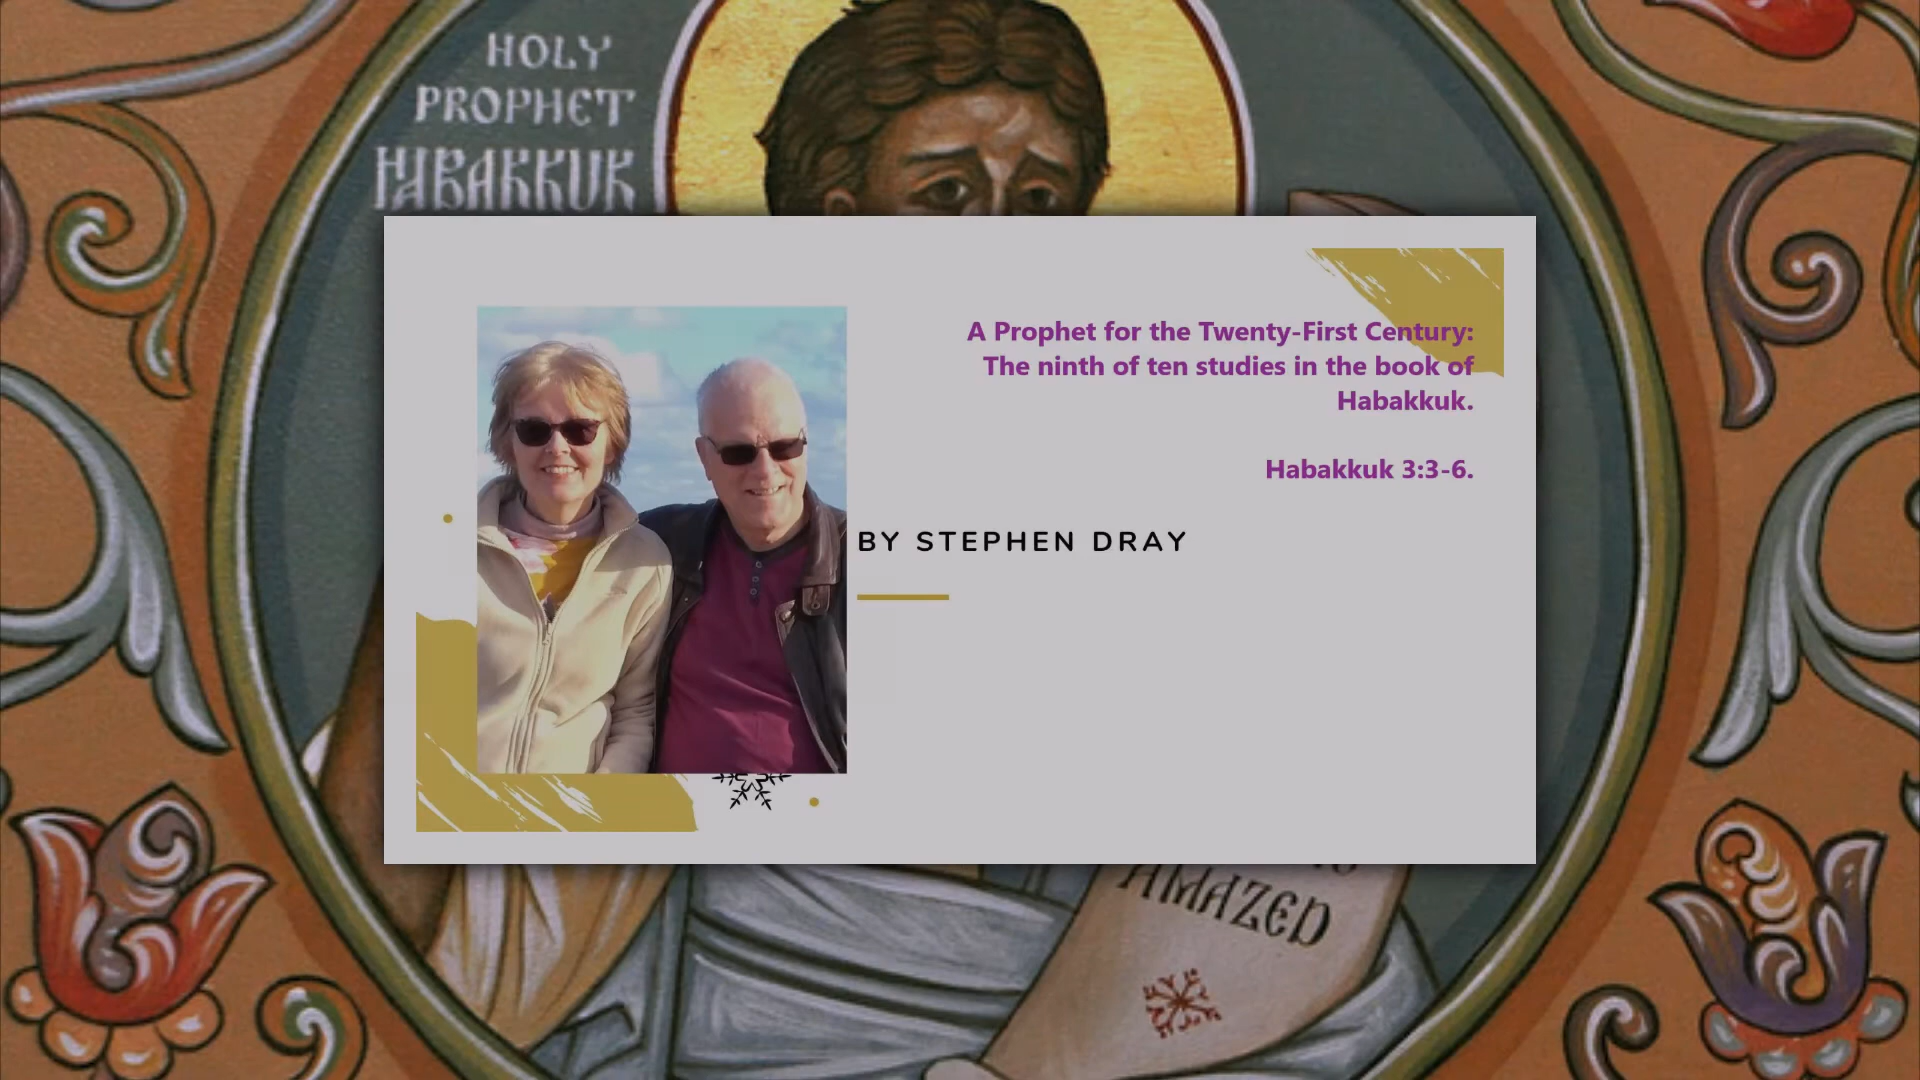 HOLY
PROPHET
HABAKKUK
A Prophet for the Twenty-First Century:
The ninth of ten studies in the book of
Habakkuk.
Habakkuk 3:3-6.
BY STEPHEN DRAY
AMAZED